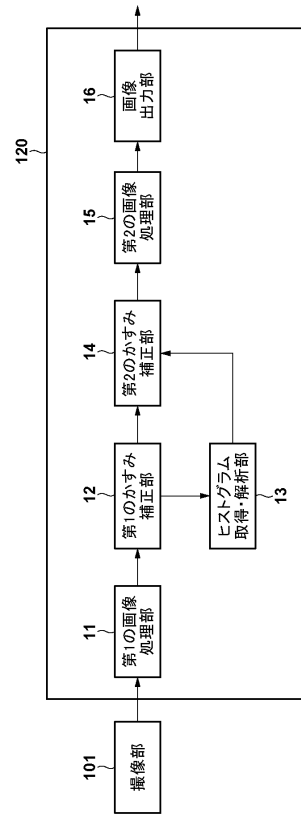 120
101
撮像部
11
第1の画像
処理部
12
第1のかすみ
補正部
13
ヒストグラム
取得・解析部
14
第2のかすみ
補正部
15
第2の画像
処理部
16
画像
出力部